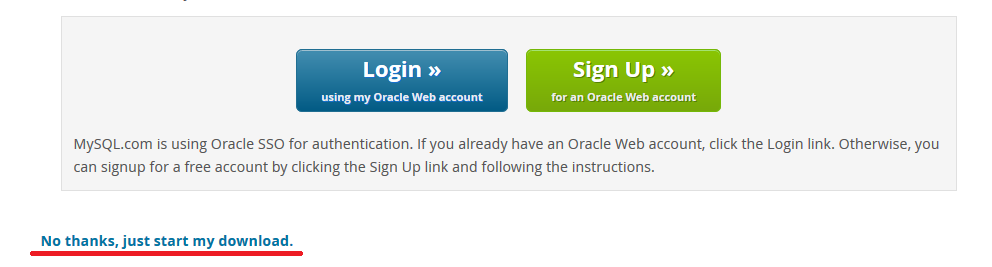 Login »
using my Oracle Web account
Sign Up »
for an Oracle Web account
MySQL.com is using Oracle SSO for authentication. If you already have an Oracle Web account, click the Login link. Otherwise, you
can signup for a free account by clicking the Sign Up link and following the instructions.
No thanks, just start my download.